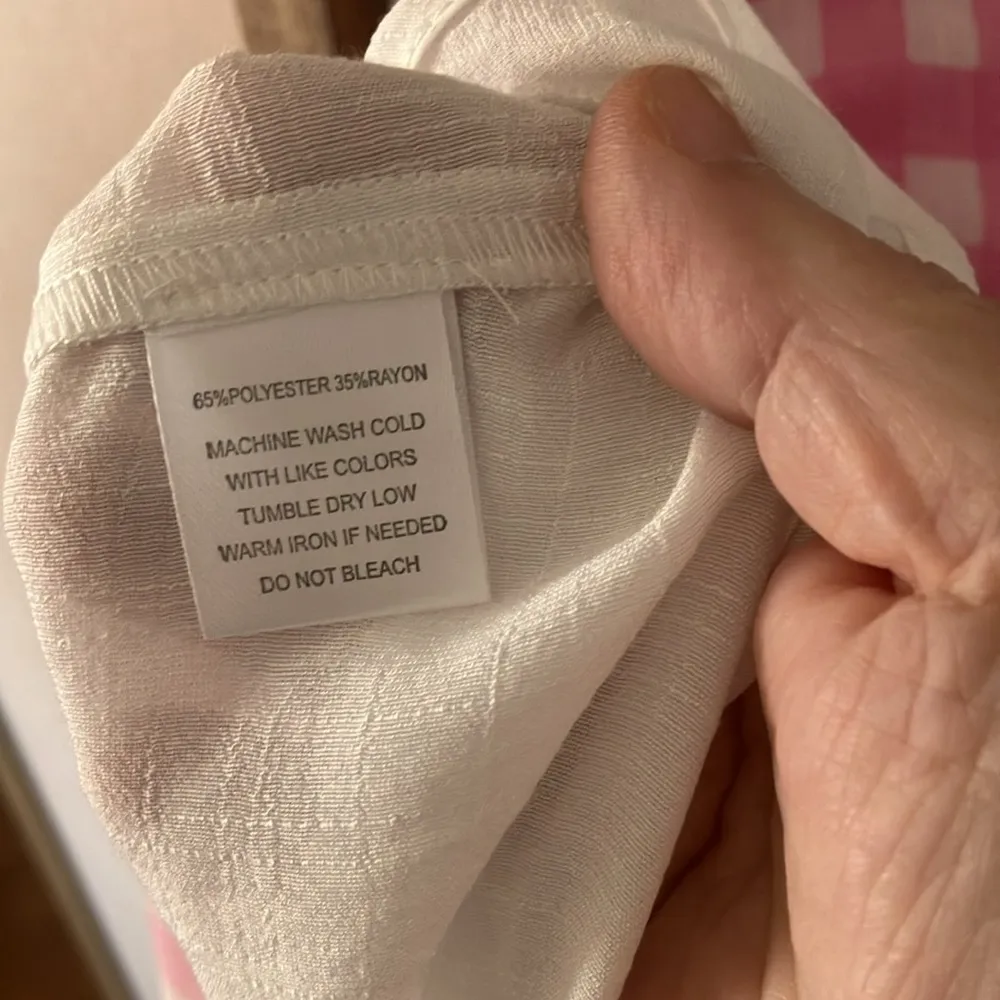 65%POLYESTER 35%RAYON
MACHINE WASH COLD
WITH LIKE COLORS
TUMBLE DRY LOW
WARM IRON IF NEEDED
DO NOT BLEACH